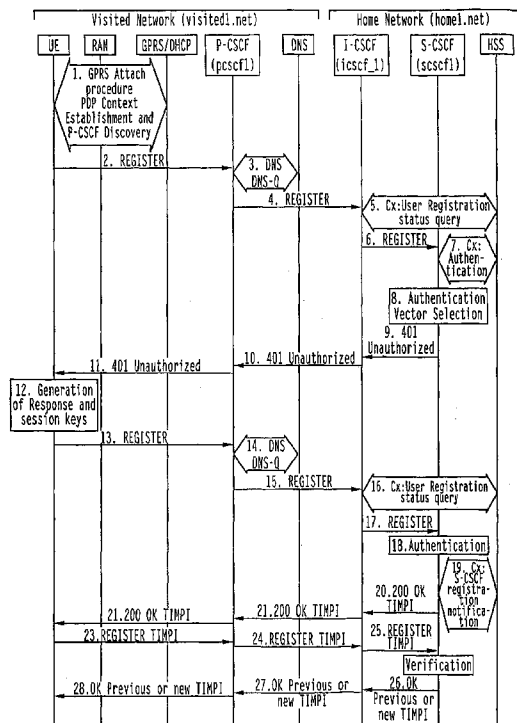 Visited Network (visited1.net)
Home Network (home1.net)
UE
RAN
GPRS/DHCP
P-CSCF
(pcscf1)
DNS
I-CSCF
(icscf_1)
S-CSCF
(scscf1)
HSS
1. GPRS Attach
procedure
PDP Context
Establishment and
P-CSCF Discovery
2. REGISTER
3. DNS
DNS-Q
4. REGISTER
5. Cx:User Registration
status query
6. REGISTER
7. Cx:
Authen-
tication
8. Authentication
Vector Selection
9. 401
Unauthorized
10. 401 Unauthorized
11. 401 Unauthorized
12. Generation
of Response and
session keys
13. REGISTER
14. DNS
DNS-Q
15. REGISTER
16. Cx:User Registration
status query
17. REGISTER
18.Authentication
19. Cx:
S-CSCF
registra-
tion
notifica-
tion
20.200 OK
TIMPI
21.200 OK TIMPI
21.200 OK TIMPI
23.REGISTER TIMPI
24.REGISTER TIMPI
25.REGISTER
TIMPI
Verification
26.OK
Previous or
new TIMPI
27.OK Previous or
new TIMPI
28.OK Previous or new TIMPI